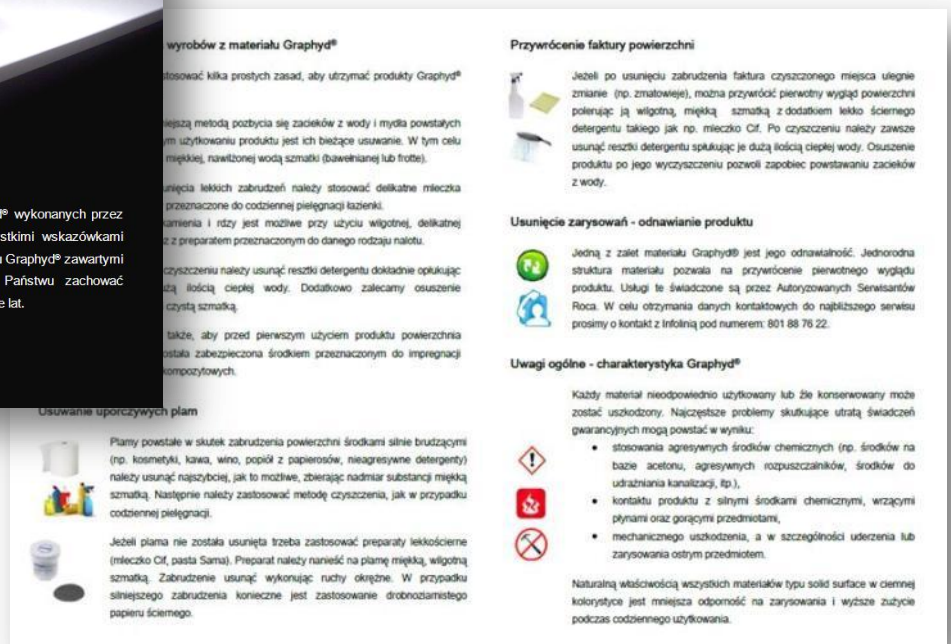 ® wykonanych przez
wskazówkami
Graphyd® zawartymi
Państwu zachować
lat.
wyrobów z materiału Graphyd®
stosować kilka prostych zasad, aby utrzymać produkty Graphyd®
metodą pozbycia się zacieków z wody i mydła powstałych
użytkowaniu produktu jest ich bieżące usuwanie. W tym celu
miękkiej, nawilżonej wodą szmatki (bawełnianej lub frotte).
lekkich zabrudzeń należy stosować delikatne mleczka
przeznaczone do codziennej pielęgnacji łazienki.
i rdzy jest możliwe przy użyciu wilgotnej, delikatnej
z preparatem przeznaczonym do danego rodzaju nalotu.
czyszczeniu należy usunąć resztki detergentu dokładnie opłukując
ilością ciepłej wody. Dodatkowo zalecamy osuszenie
czystą szmatką.
także, aby przed pierwszym użyciem produktu powierzchnia
została zabezpieczona środkiem przeznaczonym do impregnacji
kompozytowych.
Usuwanie uporczywych plam
Plamy powstałe w skutek zabrudzenia powierzchni środkami silnie brudzącymi
(np. kosmetyki, kawa, wino, popiół z papierosów, nieagresywne detergenty)
należy usunąć najszybciej, jak to możliwe, zbierając nadmiar substancji miękką
szmatką. Następnie należy zastosować metodę czyszczenia, jak w przypadku
codziennej pielęgnacji.
Jeżeli plama nie została usunięta trzeba zastosować preparaty lekkościerne
(mleczko Cif, pasta Sama). Preparat należy nanieść na plamę miękką, wilgotną
szmatką. Zabrudzenie usunąć wykonując ruchy okrężne. W przypadku
silniejszego zabrudzenia konieczne jest zastosowanie drobnoziarnistego
papieru ściernego.
Przywrócenie faktury powierzchni
Jeżeli po usunięciu zabrudzenia faktura czyszczonego miejsca ulegnie
zmianie (np. zmatowieje), można przywrócić pierwotny wygląd powierzchni
polerując ją wilgotną, miękką szmatką z dodatkiem lekko ściernego
detergentu takiego jak np. mleczko Cif. Po czyszczeniu należy zawsze
usunąć resztki detergentu spłukując je dużą ilością ciepłej wody. Osuszenie
produktu po jego wyczyszczeniu pozwoli zapobiec powstawaniu zacieków
z wody.
Usunięcie zarysowań - odnawianie produktu
Jedną z zalet materiału Graphyd® jest jego odnawialność. Jednorodna
struktura materiału pozwala na przywrócenie pierwotnego wyglądu
produktu. Usługi te świadczone są przez Autoryzowanych Serwisantów
Roca. W celu otrzymania danych kontaktowych do najbliższego serwisu
prosimy o kontakt z Infolinią pod numerem: 801 88 76 22.
Uwagi ogólne - charakterystyka Graphyd®
Każdy materiał nieodpowiednio użytkowany lub źle konserwowany może
zostać uszkodzony. Najczęstsze problemy skutkujące utratą świadczeń
gwarancyjnych mogą powstać w wyniku:
• stosowania agresywnych środków chemicznych (np. środków na
bazie acetonu, agresywnych rozpuszczalników, środków do
udrażniania kanalizacji, itp.),
• kontaktu produktu z silnymi środkami chemicznymi, wrzącymi
płynami oraz gorącymi przedmiotami,
• mechanicznego uszkodzenia, a w szczególności uderzenia lub
zarysowania ostrym przedmiotem.
Naturalną właściwością wszystkich materiałów typu solid surface w ciemnej
kolorystyce jest mniejsza odporność na zarysowania i wyższe zużycie
podczas codziennego użytkowania.